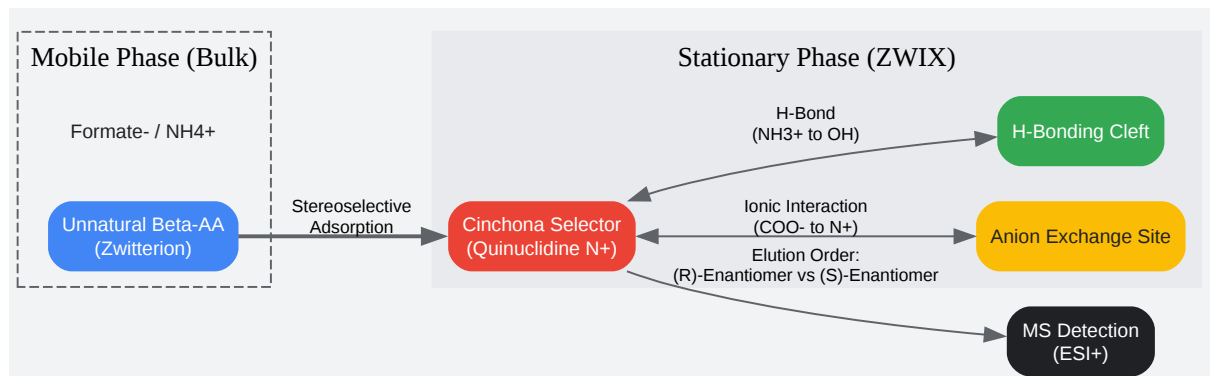 Mobile Phase (Bulk)
Formate- / NH4+
Unnatural Beta-AA
(Zwitterion)
Stereoselective
Adsorption
Stationary Phase (ZWIX)
Cinchona Selector
(Quinuclidine N+)
H-Bond
(NH3+ to OH)
H-Bonding Cleft
Ionic Interaction
(COO- to N+)
Anion Exchange Site
Elution Order:
(R)-Enantiomer vs (S)-Enantiomer
MS Detection
(ESI+)